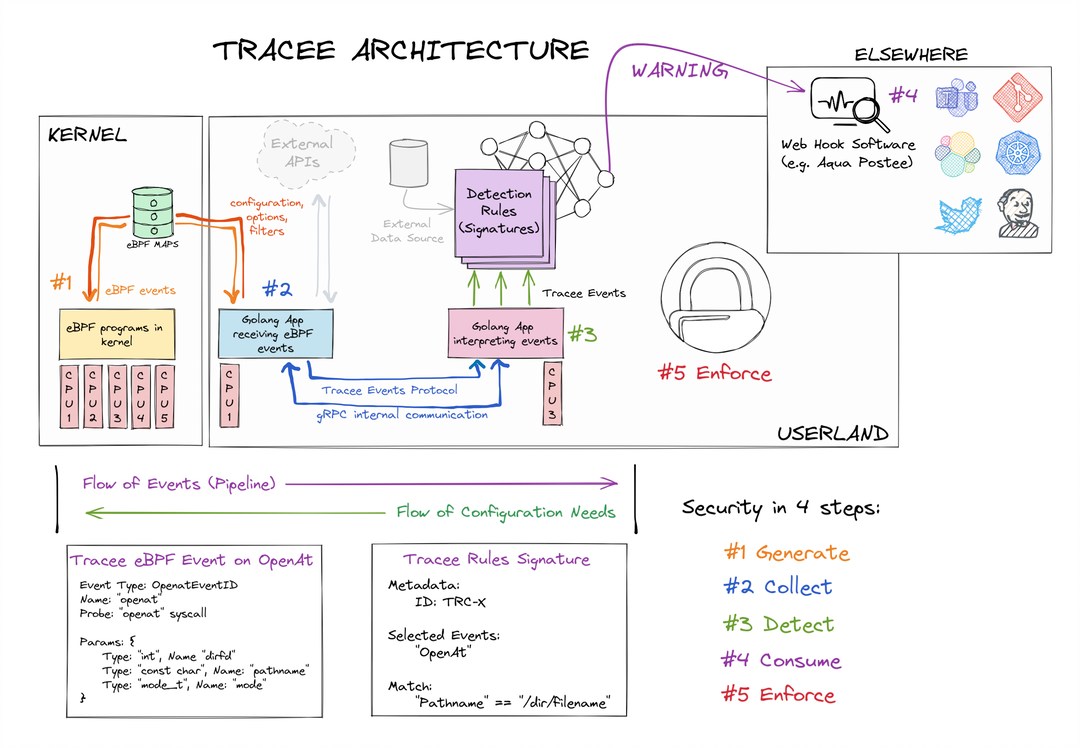 TRACEE ARCHITECTURE
ELSEWHERE
WARNING
#4
Web Hook Software
(e.g. Aqua Postee)
KERNEL
eBPF MAPS
#1
eBPF events
eBPF programs in
kernel
CPU1
CPU2
CPU3
CPU4
CPU5
External
APIs
configuration,
options,
filters
#2
Golang App
receiving eBPF
events
CPU1
External
Data Source
Detection
Rules
(Signatures)
Tracee Events
Golang App
interpreting events
#3
CPU3
Tracee Events Protocol
gRPC internal communication
#5 Enforce
USERLAND
Flow of Events (Pipeline)
Flow of Configuration Needs
Tracee eBPF Event on OpenAt
Event Type: OpenatEventID
Name: "openat"
Probe: "openat" syscall
Params: {
Type: "int", Name "dirfd"
Type: "const char", Name: "pathname"
Type: "mode_t", Name: "mode"
}
Tracee Rules Signature
Metadata:
ID: TRC-X
Selected Events:
"OpenAt"
Match:
"Pathname" == "/dir/filename"
Security in 4 steps:
#1 Generate
#2 Collect
#3 Detect
#4 Consume
#5 Enforce